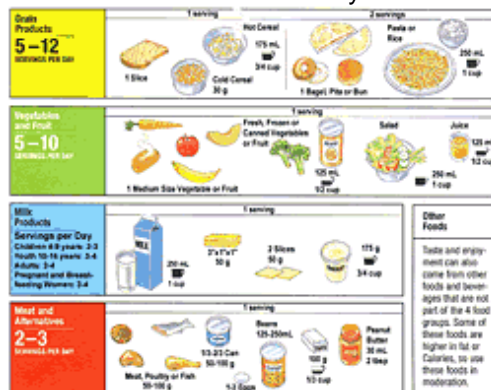 Grain
Products
5–12
SERVINGS PER DAY
1 serving
1 Slice
Cold Cereal
30 g
Hot Cereal
175 mL
3/4 cup
2 servings
1 Bagel, Pita or Bun
Pasta or
Rice
250 mL
1 cup
Vegetables
and Fruit
5–10
SERVINGS PER DAY
1 serving
1 Medium Size Vegetable or Fruit
Fresh, Frozen or
Canned Vegetables
or Fruit
125 mL
1/2 cup
Salad
250 mL
1 cup
Juice
125 mL
1/2 cup
Milk
Products
Servings per Day
Children 4-9 years: 2-3
Youth 10-16 years: 3-4
Adults: 2-4
Pregnant and Breast-
feeding Women: 3-4
1 serving
MILK
250 mL
1 cup
3"x1"x1"
50 g
2 Slices
50 g
175 g
3/4 cup
Other
Foods
Taste and enjoy-
ment can also
come from other
foods and bever-
ages that are not
part of the 4 food
groups. Some of
these foods are
higher in fat or
Calories, so use
these foods in
moderation.
Meat and
Alternatives
2–3
SERVINGS PER DAY
1 serving
Meat, Poultry or Fish
50-100 g
1/3-2/3 Can
50-100 g
1-2 Eggs
Beans
125-250mL
100 g
1/3 cup
Peanut
Butter
30 mL
2 tbsp